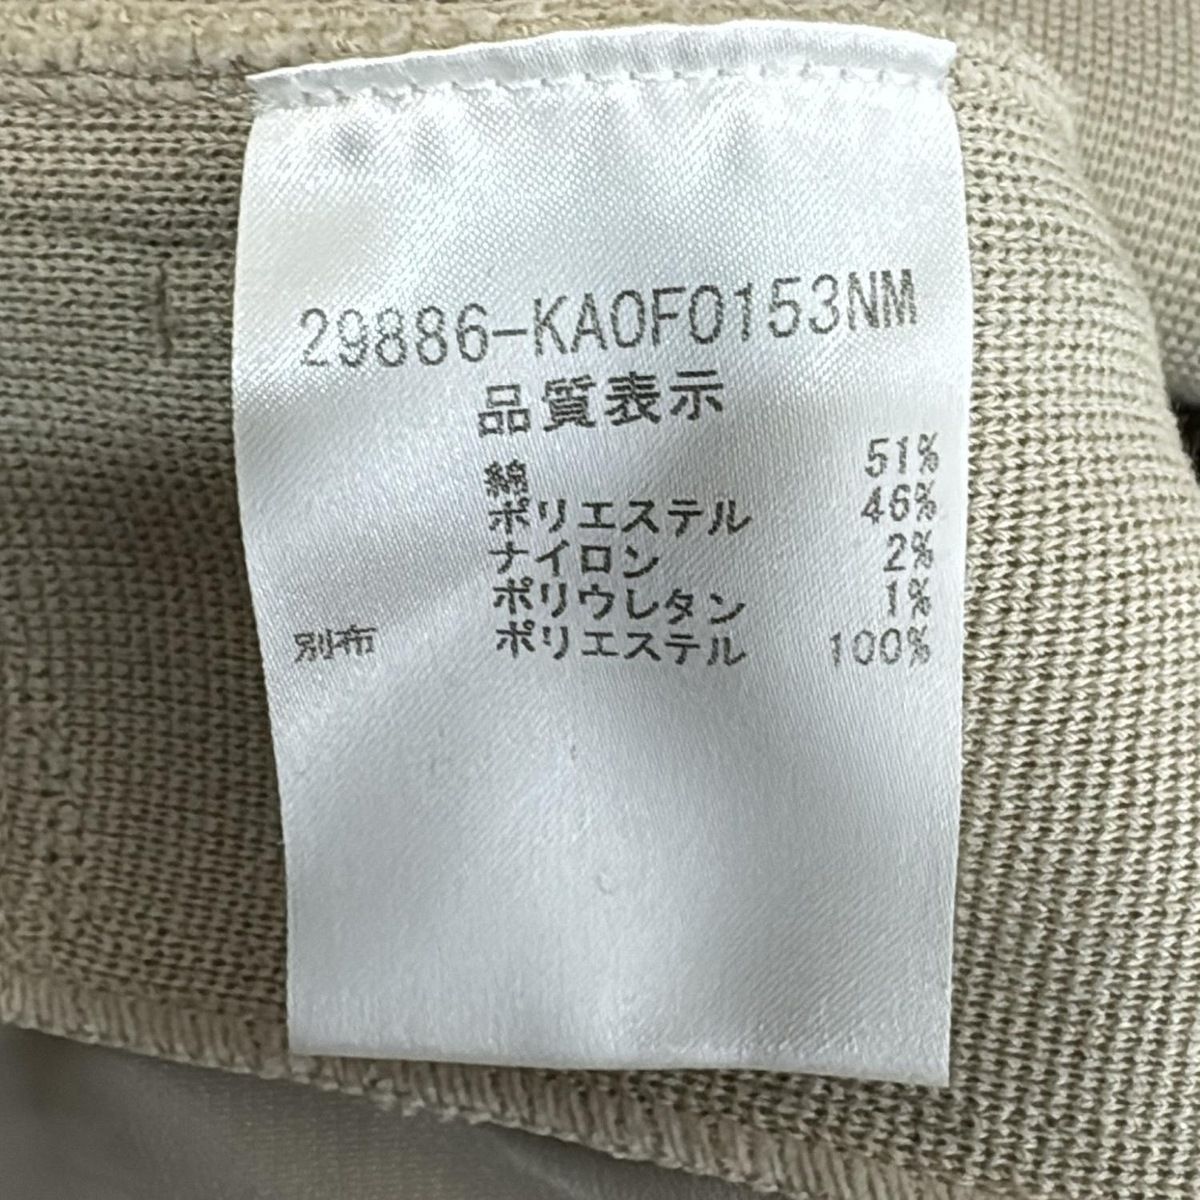 29886-KA0F0153NM
品質表示
綿 51%
ポリエステル 46%
ナイロン 2%
ポリウレタン 1%
別布 ポリエステル 100%